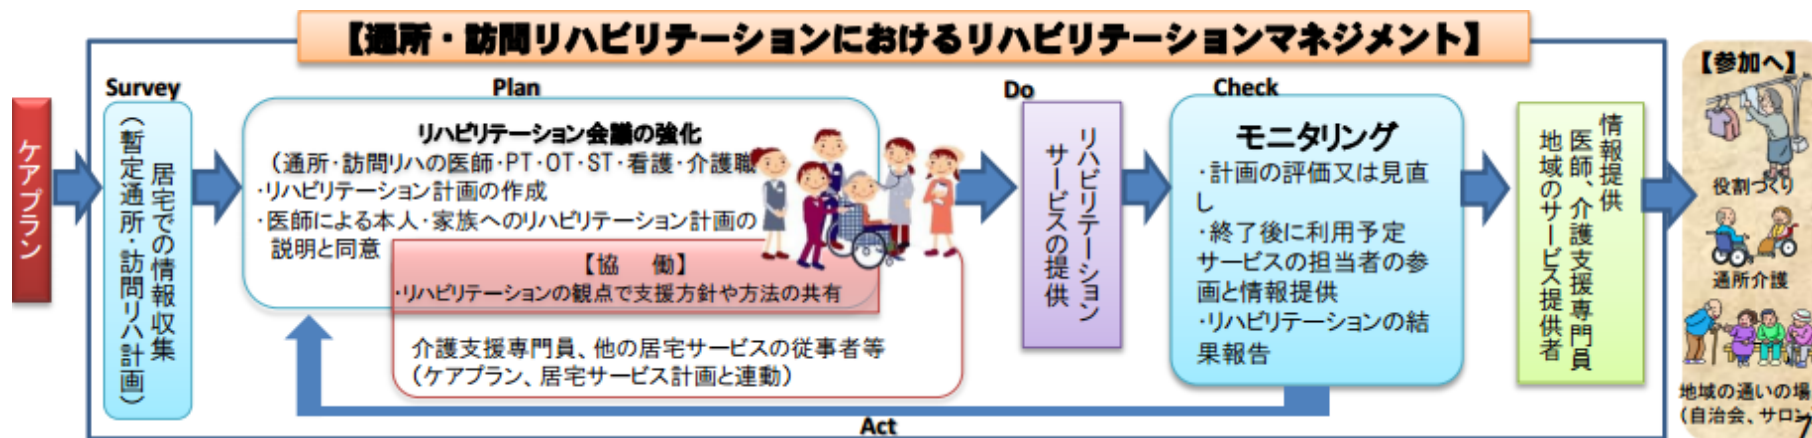 【通所・訪問リハビリテーションにおけるリハビリテーションマネジメント】
ケアプラン
Survey
居宅での情報収集
（暫定通所・訪問リハ計画）
Plan
リハビリテーション会議の強化
（通所・訪問リハの医師・PT・OT・ST・看護・介護職
・リハビリテーション計画の作成
・医師による本人・家族へのリハビリテーション計画の
説明と同意
【協　働】
・リハビリテーションの観点で支援方針や方法の共有
介護支援専門員、他の居宅サービスの従事者等
（ケアプラン、居宅サービス計画と連動）
Do
リハビリテーション
サービスの提供
Check
モニタリング
・計画の評価又は見直
し
・終了後に利用予定
サービスの担当者の参
画と情報提供
・リハビリテーションの結
果報告
Act
情報提供
医師、介護支援専門員
地域のサービス提供者
【参加へ】
役割づくり
通所介護
地域の通いの場
（自治会、サロン
7